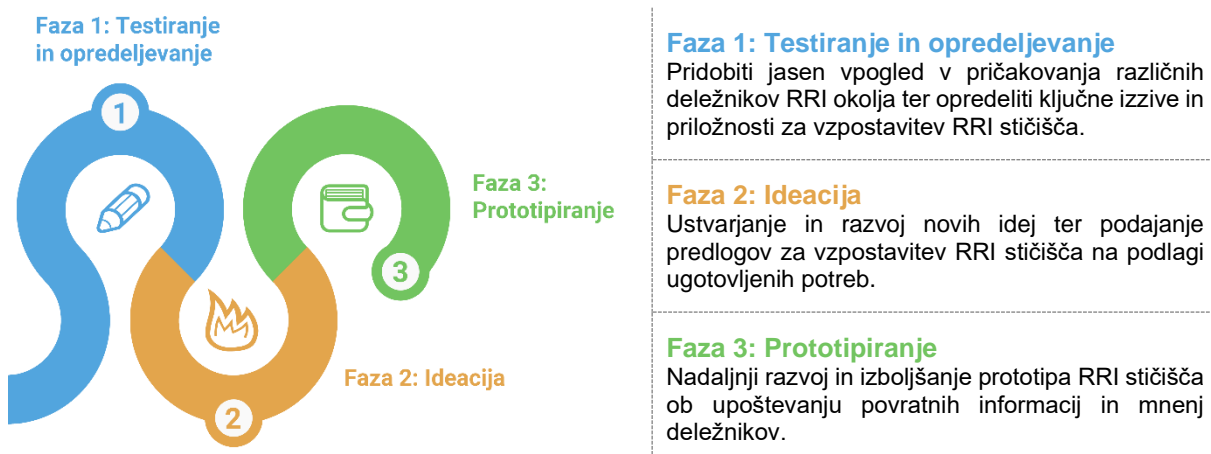 Faza 1: Testiranje
in opredeljevanje
1
Faza 3:
Prototipiranje
3
Faza 2: Ideacija
2
Faza 1: Testiranje in opredeljevanje
Pridobiti jasen vpogled v pričakovanja različnih
deležnikov RRI okolja ter opredeliti ključne izzive in
priložnosti za vzpostavitev RRI stičišča.
Faza 2: Ideacija
Ustvarjanje in razvoj novih idej ter podajanje
predlogov za vzpostavitev RRI stičišča na podlagi
ugotovljenih potreb.
Faza 3: Prototipiranje
Nadaljnji razvoj in izboljšanje prototipa RRI stičišča
ob upoštevanju povratnih informacij in mnenj
deležnikov.